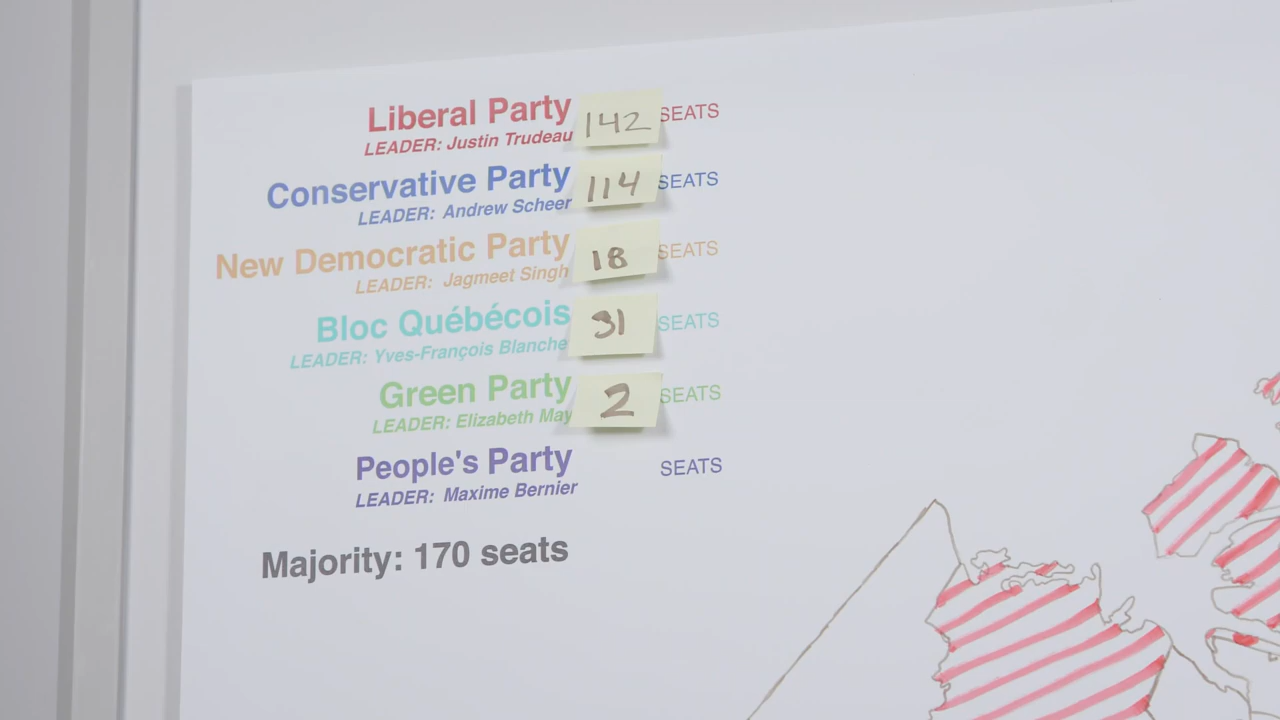 Liberal Party 142 SEATS
LEADER: Justin Trudeau
Conservative Party 114 SEATS
LEADER: Andrew Scheer
New Democratic Party 18 SEATS
LEADER: Jagmeet Singh
Bloc Québécois 31 SEATS
LEADER: Yves-François Blanche
Green Party 2 SEATS
LEADER: Elizabeth May
People's Party SEATS
LEADER: Maxime Bernier
Majority: 170 seats